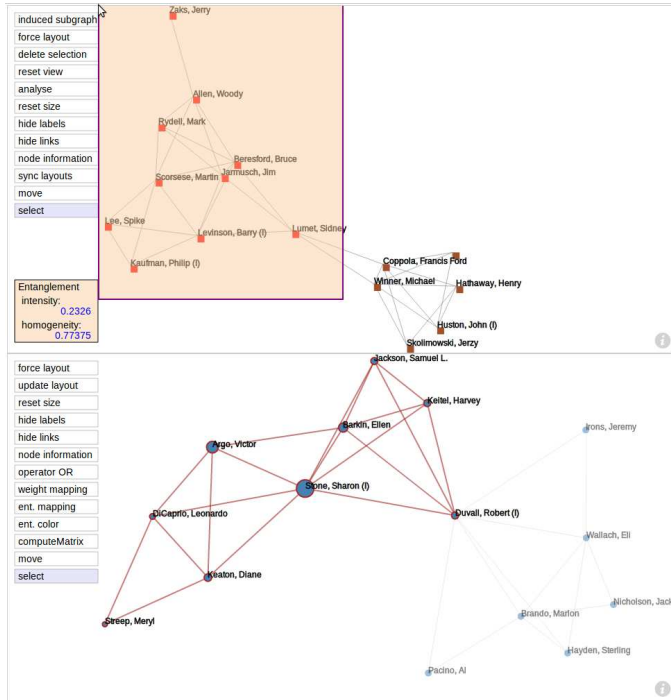 induced subgraph
force layout
delete selection
reset view
analyse
reset size
hide labels
hide links
node information
sync layouts
move
select
Entanglement
intensity:
0.2326
homogeneity:
0.77375
Zaks, Jerry
Allen, Woody
Rydell, Mark
Beresford, Bruce
Scorsese, Martin
Jarmusch, Jim
Lee, Spike
Levinson, Barry (I)
Lumet, Sidney
Kaufman, Philip (I)
Coppola, Francis Ford
Winner, Michael
Hathaway, Henry
Huston, John (I)
Skolimowski, Jerzy
i
force layout
update layout
reset size
hide labels
hide links
node information
operator OR
weight mapping
ent. mapping
ent. color
computeMatrix
move
select
Jackson, Samuel L.
Keitel, Harvey
Barkin, Ellen
Irons, Jeremy
Argo, Victor
Stone, Sharon (I)
DiCaprio, Leonardo
Duvall, Robert (I)
Wallach, Eli
Keaton, Diane
Nicholson, Jack
Brando, Marlon
Streep, Meryl
Hayden, Sterling
Pacino, Al
i